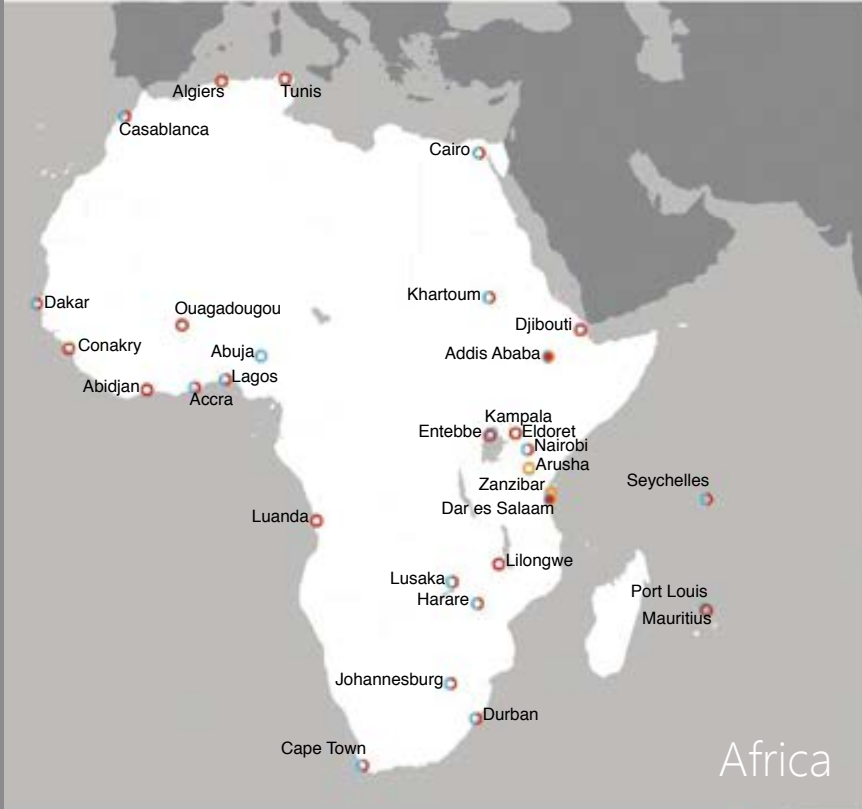 Algiers
Tunis
Casablanca
Cairo
Dakar
Khartoum
Ouagadougou
Djibouti
Conakry
Abuja
Addis Ababa
Lagos
Abidjan
Accra
Kampala
Entebbe
Eldoret
Nairobi
Arusha
Zanzibar
Seychelles
Dar es Salaam
Luanda
Lilongwe
Lusaka
Port Louis
Harare
Mauritius
Johannesburg
Durban
Cape Town
Africa